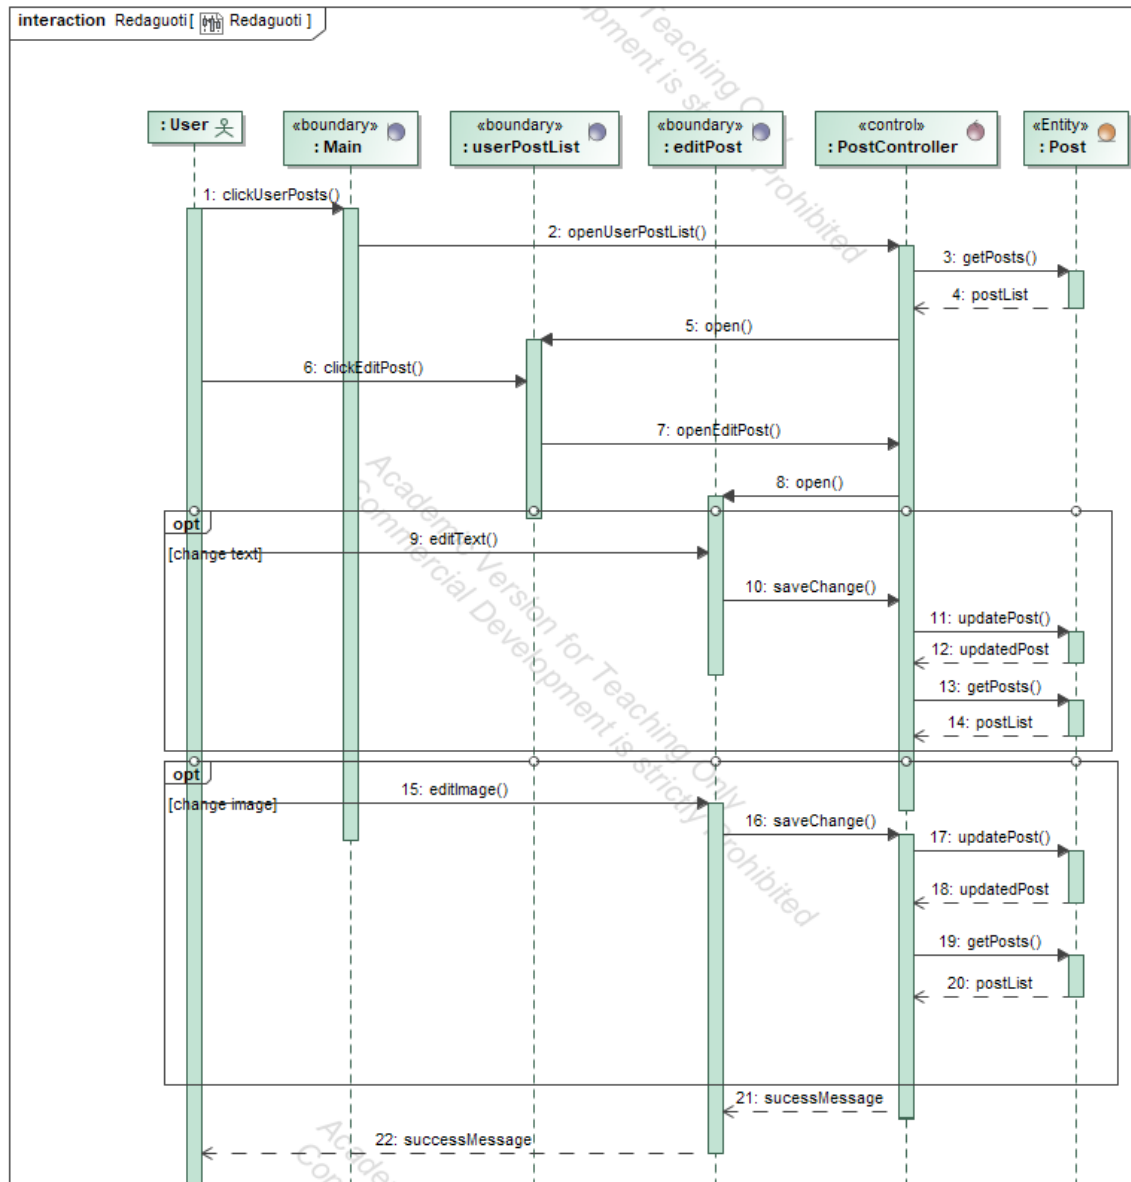 interaction Redaguoti[ Redaguoti ]
: User
«boundary»
: Main
«boundary»
: userPostList
«boundary»
: editPost
«control»
: PostController
«Entity»
: Post
1: clickUserPosts()
2: openUserPostList()
3: getPosts()
4: postList
5: open()
6: clickEditPost()
7: openEditPost()
8: open()
opt
[change text]
9: editText()
10: saveChange()
11: updatePost()
12: updatedPost
13: getPosts()
14: postList
opt
[change image]
15: editImage()
16: saveChange()
17: updatePost()
18: updatedPost
19: getPosts()
20: postList
21: sucessMessage
22: successMessage
Academic Version for Teaching Only
Commercial Development is strictly Prohibited